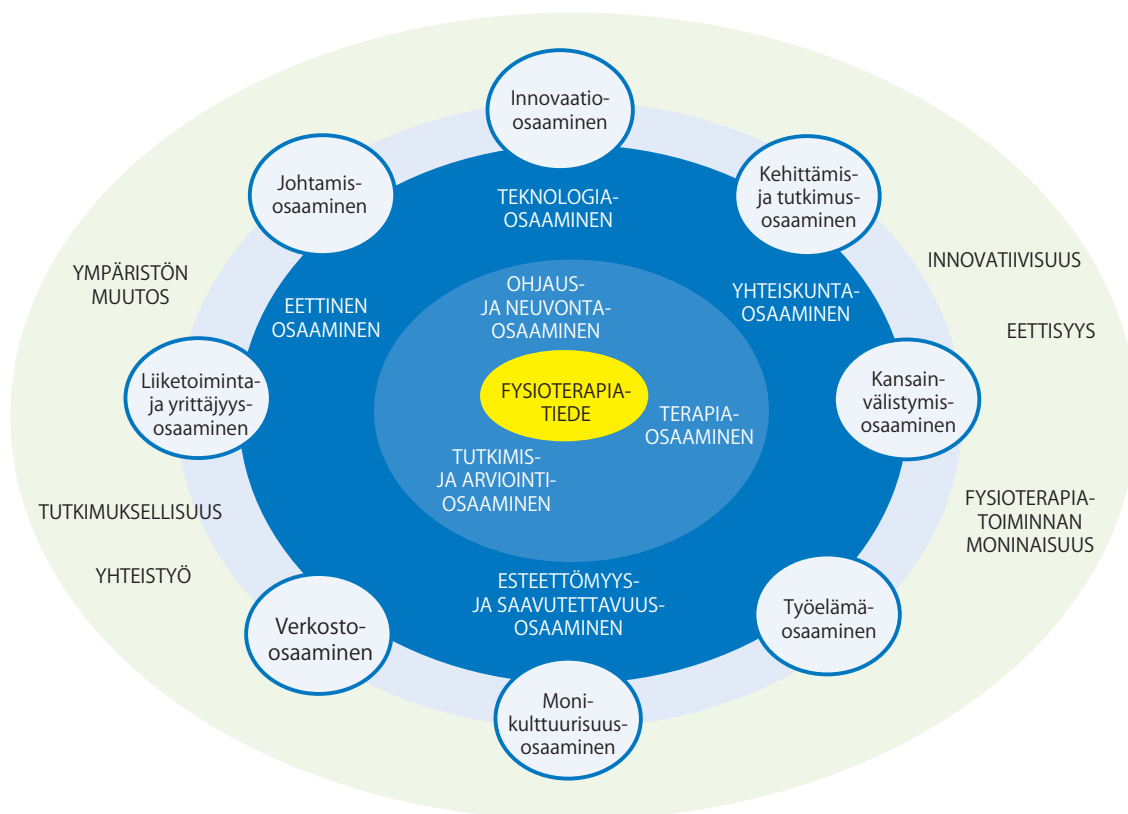 Innovaatio-
osaaminen
Johtamis-
osaaminen
Kehittämis-
ja tutkimus-
osaaminen
TEKNOLOGIA-
OSAAMINEN
YMPÄRISTÖN
MUUTOS
INNOVATIIVISUUS
EETTINEN
OSAAMINEN
OHJAUS-
JA NEUVONTA-
OSAAMINEN
YHTEISKUNTA-
OSAAMINEN
EETTISYYS
Liiketoiminta-
ja yrittäjyys-
osaaminen
FYSIOTERAPIA-
TIEDE
Kansain-
välistymis-
osaaminen
TERAPIA-
OSAAMINEN
TUTKIMIS-
JA ARVIOINTI-
OSAAMINEN
TUTKIMUKSELLISUUS
FYSIOTERAPIA-
TOIMINNAN
MONINAISUUS
YHTEISTYÖ
ESTEETTÖMYYS-
JA SAAVUTETTAVUUS-
OSAAMINEN
Verkosto-
osaaminen
Työelämä-
osaaminen
Moni-
kulttuurisuus-
osaaminen